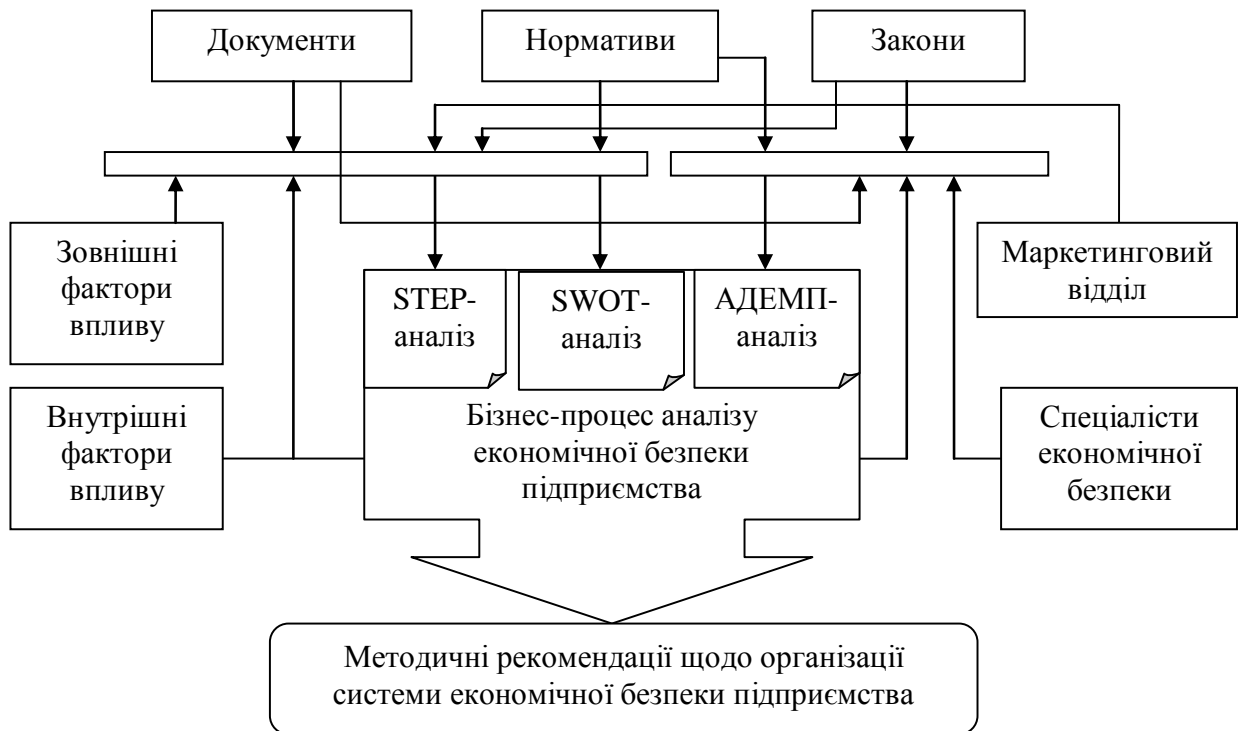 Документи
Нормативи
Закони
Зовнішні
фактори
впливу
Маркетинговий
відділ
STEP-
аналіз
SWOT-
аналіз
АДЕМП-
аналіз
Внутрішні
фактори
впливу
Бізнес-процес аналізу
економічної безпеки
підприємства
Спеціалісти
економічної
безпеки
Методичні рекомендації щодо організації
системи економічної безпеки підприємства